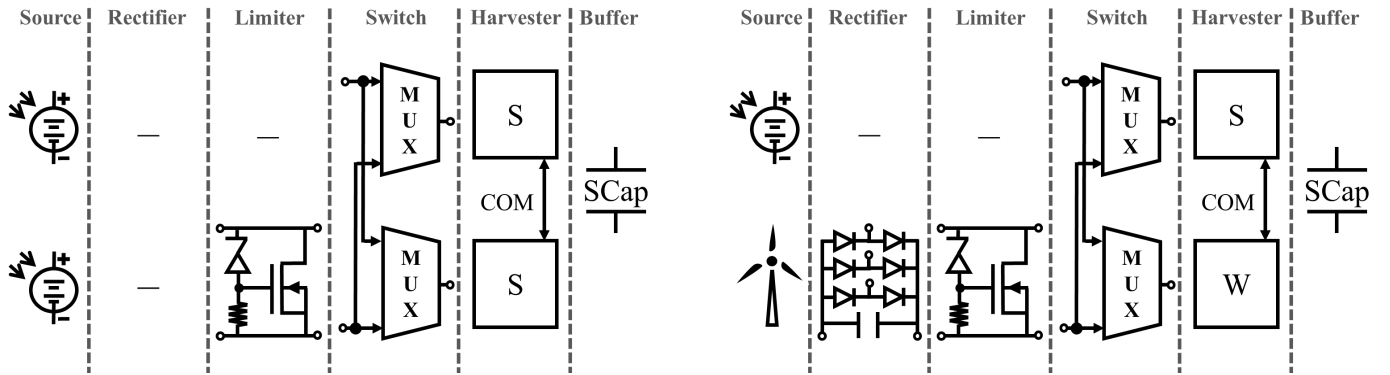 Source Rectifier Limiter Switch Harvester Buffer
+
M
U
X
S
—
—
−
SCap
COM
+
M
U
X
S
—
−
Source Rectifier Limiter Switch Harvester Buffer
+
M
U
X
S
—
—
−
SCap
COM
M
U
X
W